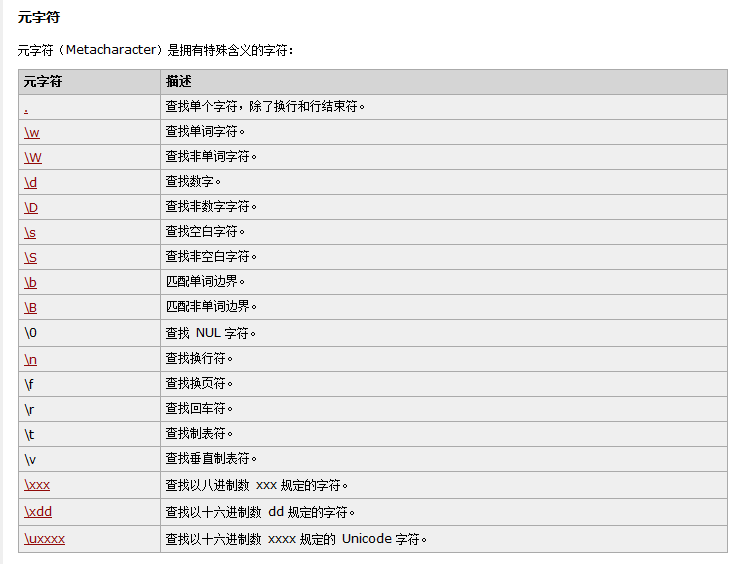 元字符
元字符（Metacharacter）是拥有特殊含义的字符：
元字符 描述
. 查找单个字符，除了换行和行结束符。
\w 查找单词字符。
\W 查找非单词字符。
\d 查找数字。
\D 查找非数字字符。
\s 查找空白字符。
\S 查找非空白字符。
\b 匹配单词边界。
\B 匹配非单词边界。
\0 查找 NUL 字符。
\n 查找换行符。
\f 查找换页符。
\r 查找回车符。
\t 查找制表符。
\v 查找垂直制表符。
\xxx 查找以八进制数 xxx 规定的字符。
\xdd 查找以十六进制数 dd 规定的字符。
\uxxxx 查找以十六进制数 xxxx 规定的 Unicode 字符。